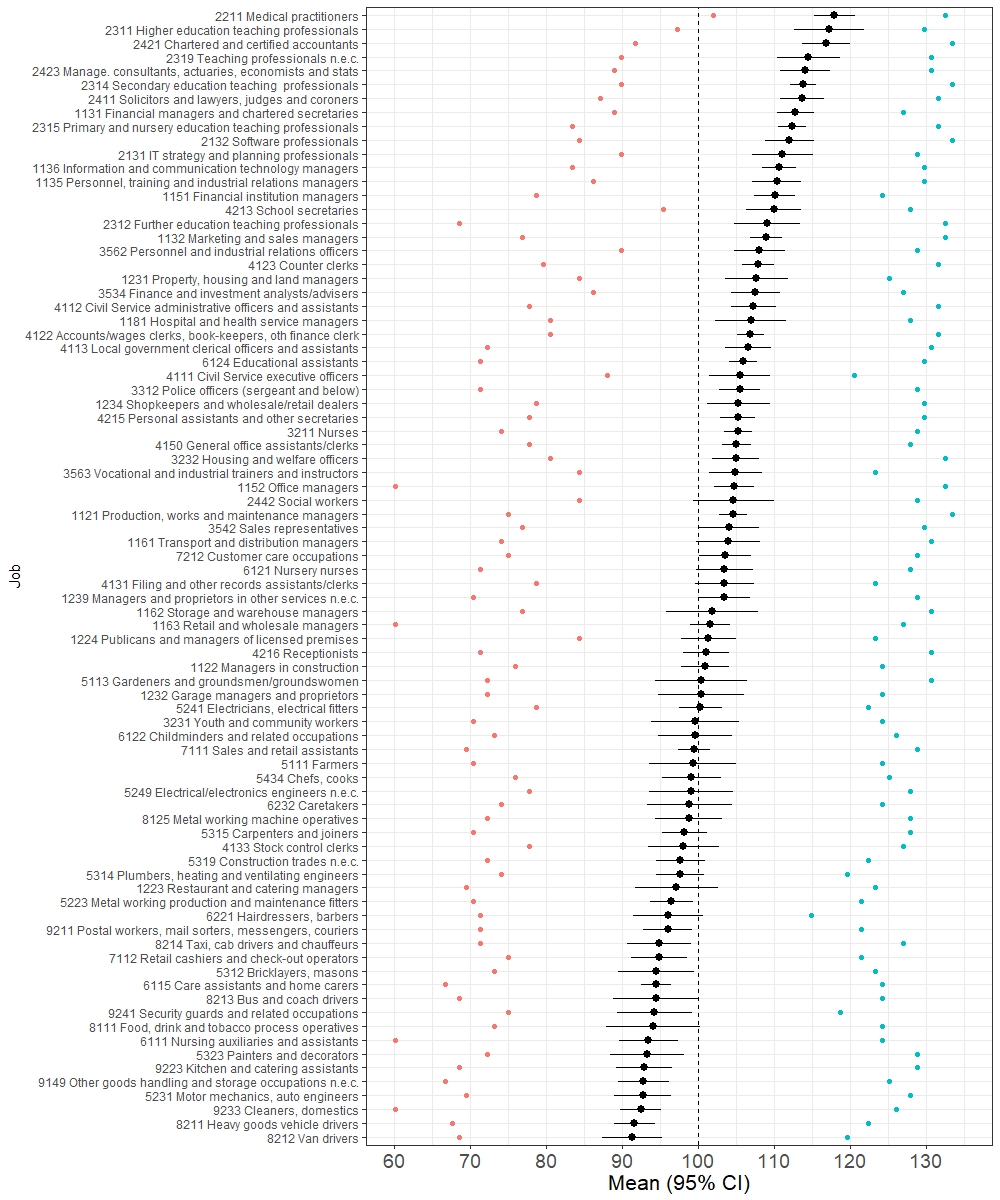 2211 Medical practitioners
2311 Higher education teaching professionals
2421 Chartered and certified accountants
2319 Teaching professionals n.e.c.
2423 Manage. consultants, actuaries, economists and stats
2314 Secondary education teaching  professionals
2411 Solicitors and lawyers, judges and coroners
1131 Financial managers and chartered secretaries
2315 Primary and nursery education teaching professionals
2132 Software professionals
2131 IT strategy and planning professionals
1136 Information and communication technology managers
1135 Personnel, training and industrial relations managers
1151 Financial institution managers
4213 School secretaries
2312 Further education teaching professionals
1132 Marketing and sales managers
3562 Personnel and industrial relations officers
4123 Counter clerks
1231 Property, housing and land managers
3534 Finance and investment analysts/advisers
4112 Civil Service administrative officers and assistants
1181 Hospital and health service managers
4122 Accounts/wages clerks, book-keepers, oth finance clerk
4113 Local government clerical officers and assistants
6124 Educational assistants
4111 Civil Service executive officers
3312 Police officers (sergeant and below)
1234 Shopkeepers and wholesale/retail dealers
4215 Personal assistants and other secretaries
3211 Nurses
4150 General office assistants/clerks
3232 Housing and welfare officers
3563 Vocational and industrial trainers and instructors
1152 Office managers
2442 Social workers
1121 Production, works and maintenance managers
3542 Sales representatives
1161 Transport and distribution managers
7212 Customer care occupations
6121 Nursery nurses
4131 Filing and other records assistants/clerks
1239 Managers and proprietors in other services n.e.c.
1162 Storage and warehouse managers
1163 Retail and wholesale managers
1224 Publicans and managers of licensed premises
4216 Receptionists
1122 Managers in construction
5113 Gardeners and groundsmen/groundswomen
1232 Garage managers and proprietors
5241 Electricians, electrical fitters
3231 Youth and community workers
6122 Childminders and related occupations
7111 Sales and retail assistants
5111 Farmers
5434 Chefs, cooks
5249 Electrical/electronics engineers n.e.c.
6232 Caretakers
8125 Metal working machine operatives
5315 Carpenters and joiners
4133 Stock control clerks
5319 Construction trades n.e.c.
5314 Plumbers, heating and ventilating engineers
1223 Restaurant and catering managers
5223 Metal working production and maintenance fitters
6221 Hairdressers, barbers
9211 Postal workers, mail sorters, messengers, couriers
8214 Taxi, cab drivers and chauffeurs
7112 Retail cashiers and check-out operators
5312 Bricklayers, masons
6115 Care assistants and home carers
8213 Bus and coach drivers
9241 Security guards and related occupations
8111 Food, drink and tobacco process operatives
6111 Nursing auxiliaries and assistants
5323 Painters and decorators
9223 Kitchen and catering assistants
9149 Other goods handling and storage occupations n.e.c.
5231 Motor mechanics, auto engineers
9233 Cleaners, domestics
8211 Heavy goods vehicle drivers
8212 Van drivers
Job
60 70 80 90 100 110 120 130
Mean (95% CI)